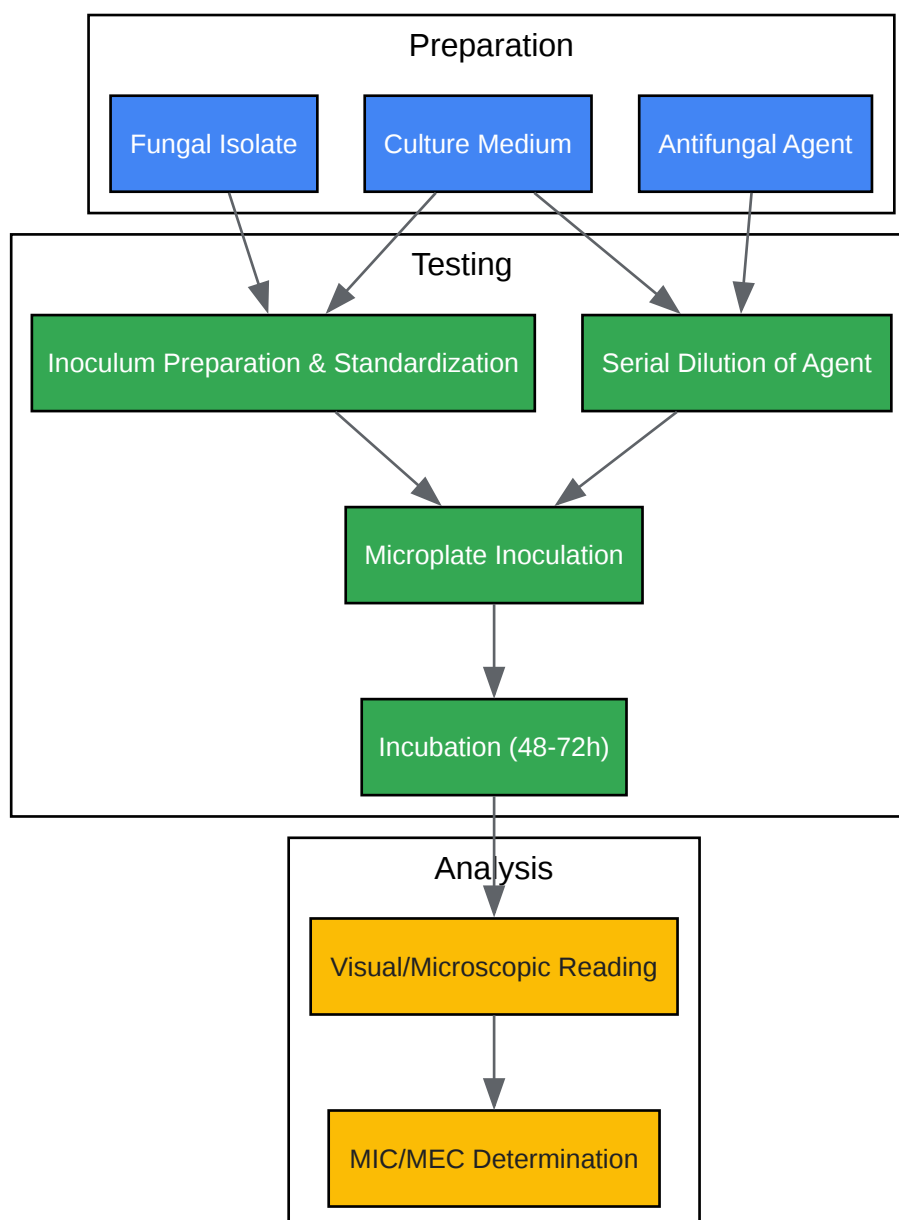 Preparation
Fungal Isolate
Culture Medium
Antifungal Agent
Testing
Inoculum Preparation & Standardization
Serial Dilution of Agent
Microplate Inoculation
Incubation (48-72h)
Analysis
Visual/Microscopic Reading
MIC/MEC Determination